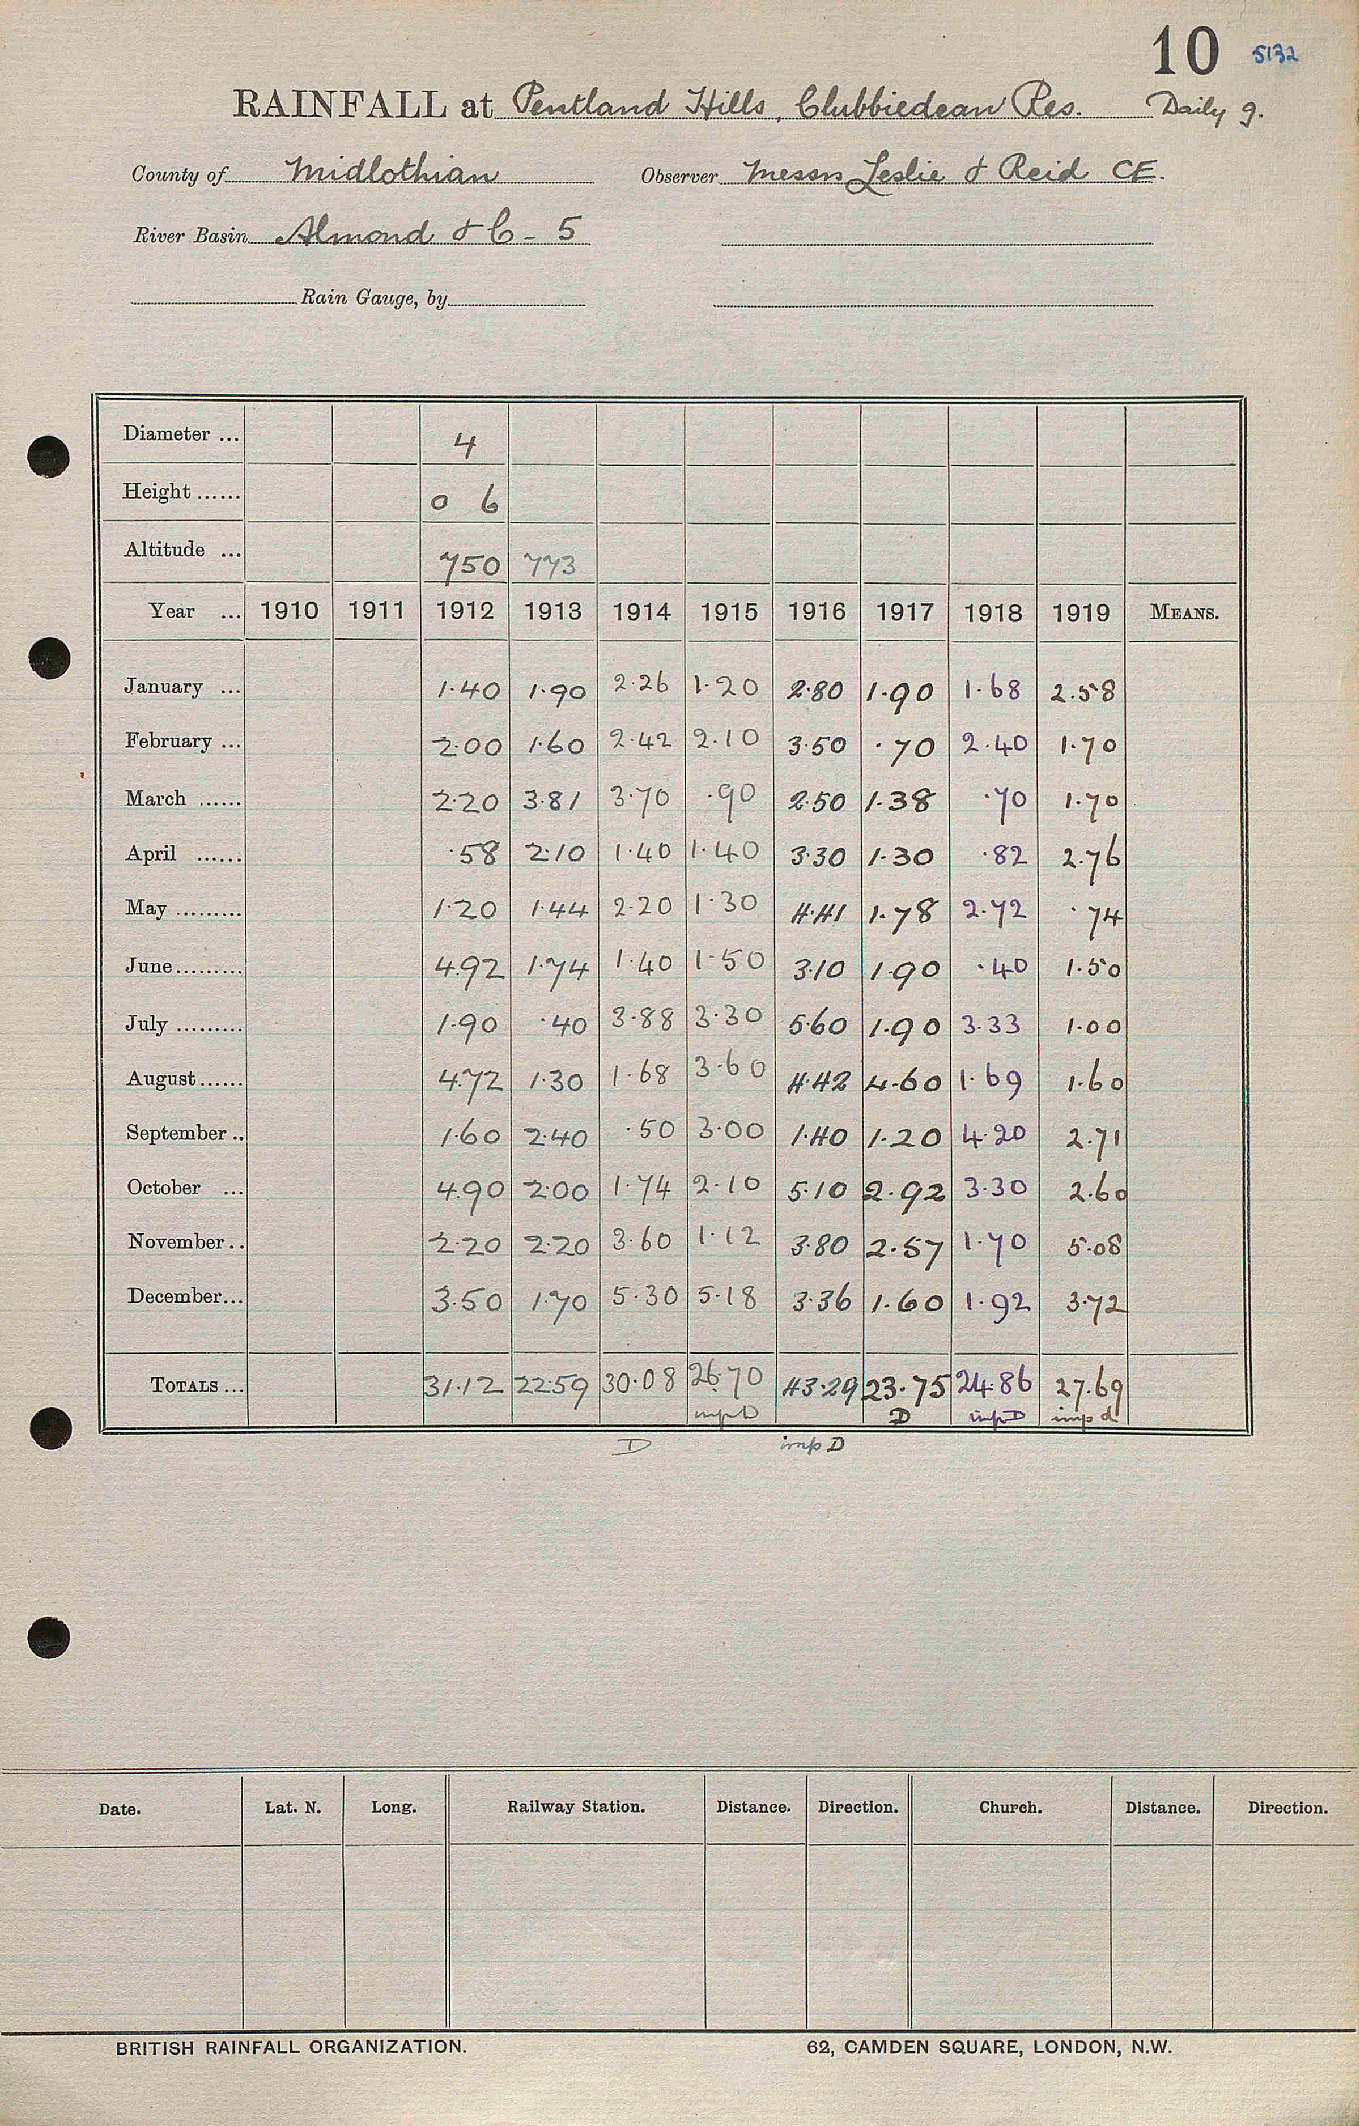 10 5132
RAINFALL at Pentland Hills, Clubbiedean Res. Daily g.
County of Midlothian Observer Messrs Leslie & Reid CE.
River Basin Almond & C - 5
Rain Gauge, by
Diameter ... 4
Height ...... 0 6
Altitude ... 750 773
Year ... 1910 1911 1912 1913 1914 1915 1916 1917 1918 1919 MEANS.
January ... 1.40 1.90 2.26 1.20 2.80 1.90 1.68 2.58
February ... 2.00 1.60 2.42 2.10 3.50 .70 2.40 1.70
March ...... 2.20 3.81 3.70 .90 2.50 1.38 .70 1.70
April ...... .58 2.10 1.40 1.40 3.30 1.30 .82 2.76
May ......... 1.20 1.44 2.20 1.30 4.41 1.78 2.72 .74
June......... 4.92 1.74 1.40 1.50 3.10 1.90 .40 1.50
July ......... 1.90 .40 3.88 3.30 5.60 1.90 3.33 1.00
August...... 4.72 1.30 1.68 3.60 4.42 4.60 1.69 1.60
September .. 1.60 2.40 .50 3.00 1.40 1.20 4.20 2.71
October ... 4.90 2.00 1.74 2.10 5.10 2.92 3.30 2.60
November .. 2.20 2.20 3.60 1.12 3.80 2.57 1.70 5.08
December... 3.50 1.70 5.30 5.18 3.36 1.60 1.92 3.72
TOTALS ... 31.12 22.59 30.08 26.70 43.29 23.75 24.86 27.69
imp D D imp D imp d
D imp D
Date. Lat. N. Long. Railway Station. Distance. Direction. Church. Distance. Direction.
BRITISH RAINFALL ORGANIZATION. 62, CAMDEN SQUARE, LONDON, N.W.